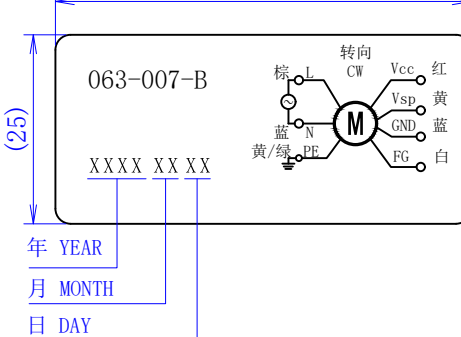 转向
CW
063-007-B
棕 L
Vcc 红
Vsp 黄
M
GND 蓝
蓝 N
黄/绿 PE
FG 白
(25)
XXXX XX XX
年 YEAR
月 MONTH
日 DAY